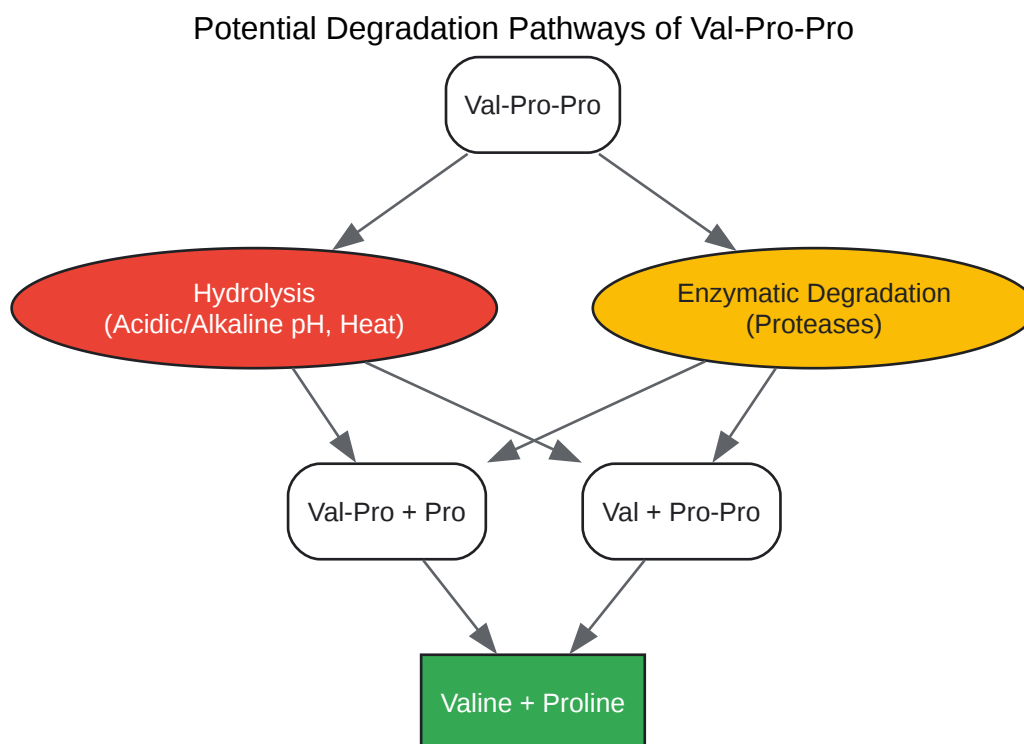 Potential Degradation Pathways of Val-Pro-Pro
Val-Pro-Pro
Hydrolysis
(Acidic/Alkaline pH, Heat)
Enzymatic Degradation
(Proteases)
Val-Pro + Pro
Val + Pro-Pro
Valine + Proline